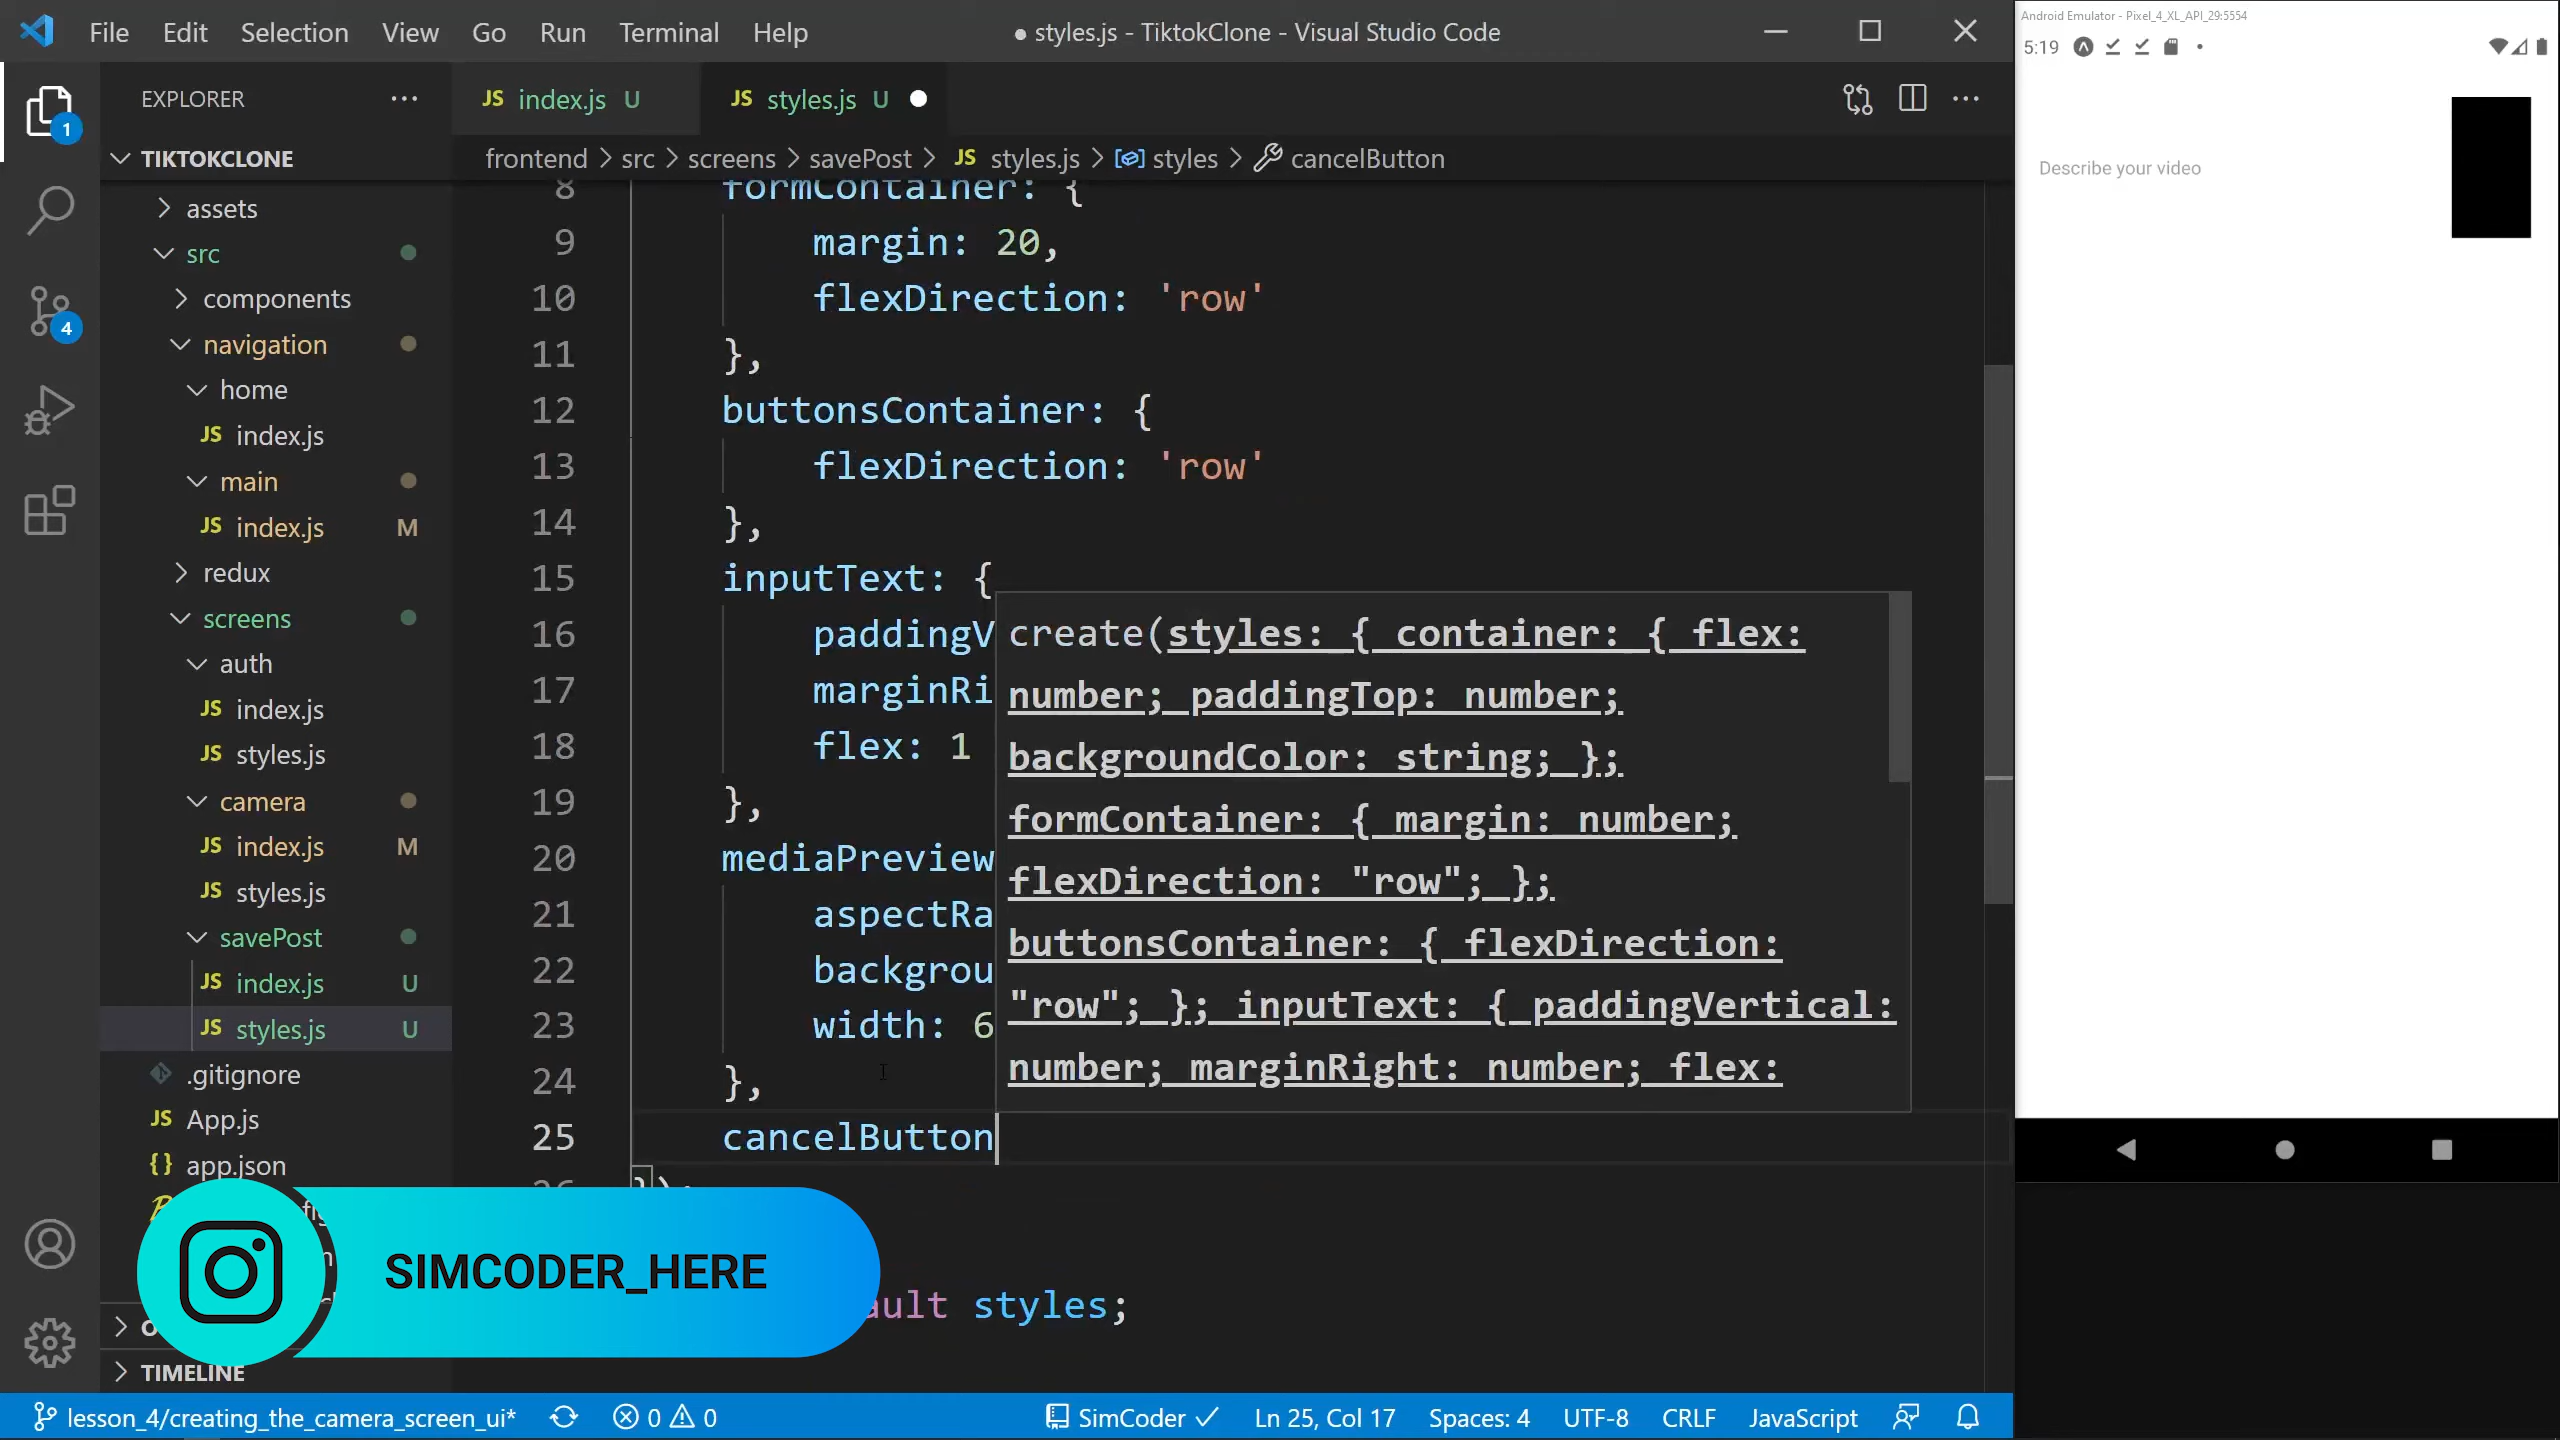 File Edit Selection View Go Run Terminal Help
● styles.js - TiktokClone - Visual Studio Code
Android Emulator - Pixel_4_XL_API_29:5554
5:19
EXPLORER
JS index.js U
JS styles.js U
TIKTOKCLONE
frontend > src > screens > savePost > JS styles.js > styles > cancelButton
assets
src
components
navigation
home
JS index.js
main
JS index.js M
redux
screens
auth
JS index.js
JS styles.js
camera
JS index.js M
JS styles.js
savePost
JS index.js U
JS styles.js U
.gitignore
JS App.js
{} app.json
TIMELINE
1
4
8 formContainer: {
9 margin: 20,
10 flexDirection: 'row'
11 },
12 buttonsContainer: {
13 flexDirection: 'row'
14 },
15 inputText: {
16 paddingV
17 marginRi
18 flex: 1
19 },
20 mediaPreview
21 aspectRa
22 backgrou
23 width: 6
24 },
25 cancelButton
26 });
ault styles;
create(styles: { container: { flex:
number; paddingTop: number;
backgroundColor: string; };
formContainer: { margin: number;
flexDirection: "row"; };
buttonsContainer: { flexDirection:
"row"; }; inputText: { paddingVertical:
number; marginRight: number; flex:
Describe your video
SIMCODER_HERE
lesson_4/creating_the_camera_screen_ui* 0 0 SimCoder Ln 25, Col 17 Spaces: 4 UTF-8 CRLF JavaScript